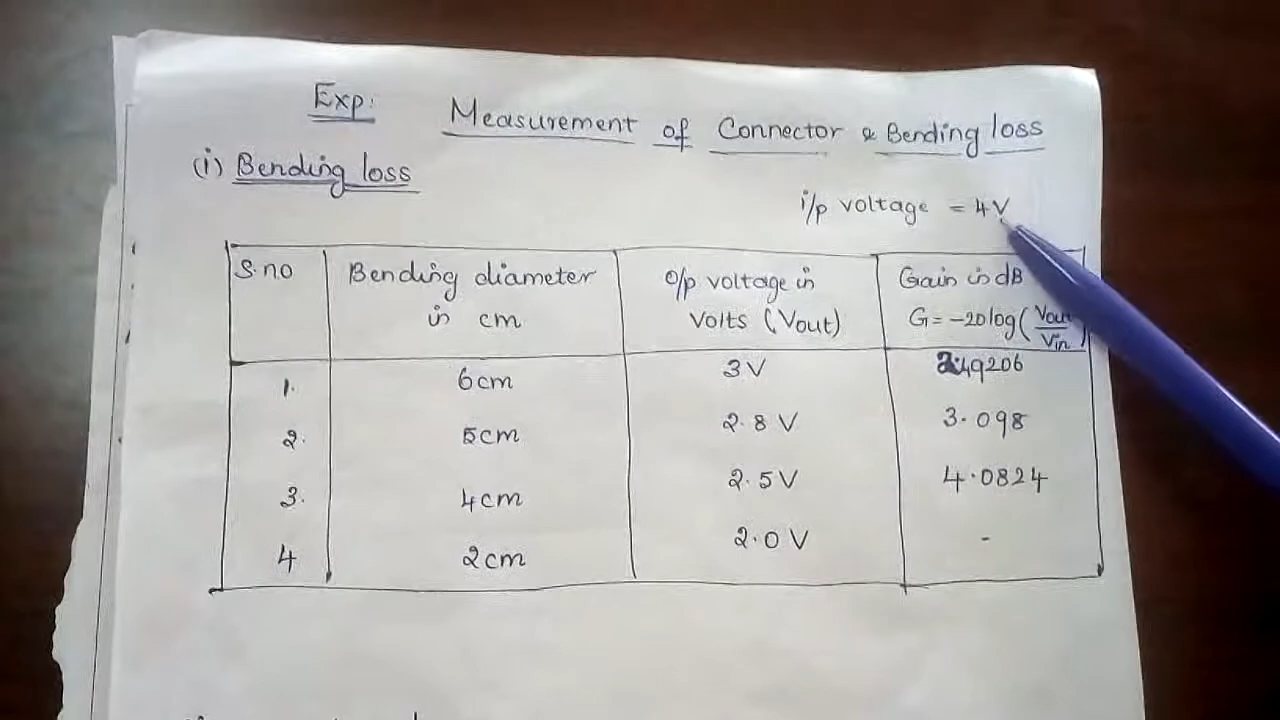 Exp: Measurement of Connector & Bending loss
(i) Bending loss
i/p voltage = 4V
S.no Bending diameter in cm o/p voltage in Volts (Vout) Gain in dB G = -20log(Vout/Vin)
1. 6cm 3V 2.49206
2. 5cm 2.8 V 3.098
3. 4cm 2.5V 4.0824
4 2cm 2.0 V -